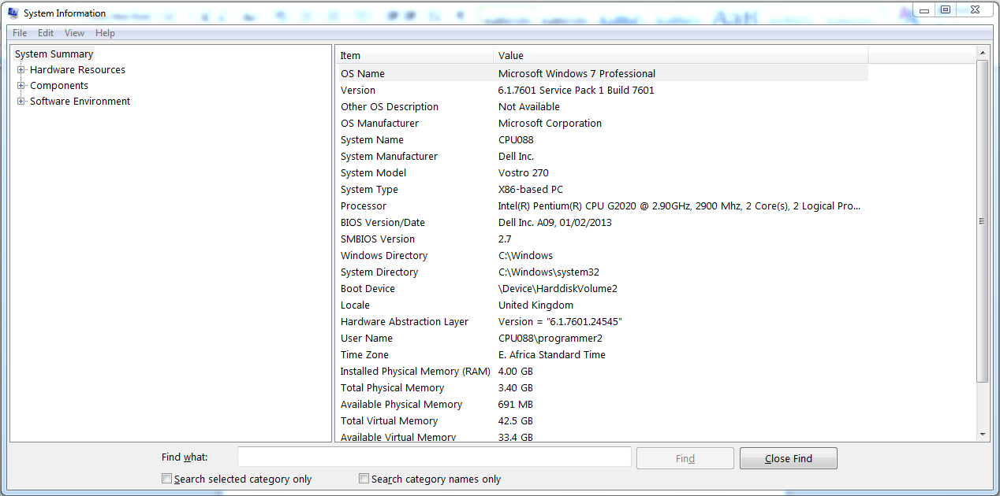 System Information
File Edit View Help
System Summary
Hardware Resources
Components
Software Environment
Item Value
OS Name Microsoft Windows 7 Professional
Version 6.1.7601 Service Pack 1 Build 7601
Other OS Description Not Available
OS Manufacturer Microsoft Corporation
System Name CPU088
System Manufacturer Dell Inc.
System Model Vostro 270
System Type X86-based PC
Processor Intel(R) Pentium(R) CPU G2020 @ 2.90GHz, 2900 Mhz, 2 Core(s), 2 Logical Pro...
BIOS Version/Date Dell Inc. A09, 01/02/2013
SMBIOS Version 2.7
Windows Directory C:\Windows
System Directory C:\Windows\system32
Boot Device \Device\HarddiskVolume2
Locale United Kingdom
Hardware Abstraction Layer Version = "6.1.7601.24545"
User Name CPU088\programmer2
Time Zone E. Africa Standard Time
Installed Physical Memory (RAM) 4.00 GB
Total Physical Memory 3.40 GB
Available Physical Memory 691 MB
Total Virtual Memory 42.5 GB
Available Virtual Memory 33.4 GB
Find what: Find Close Find
Search selected category only Search category names only